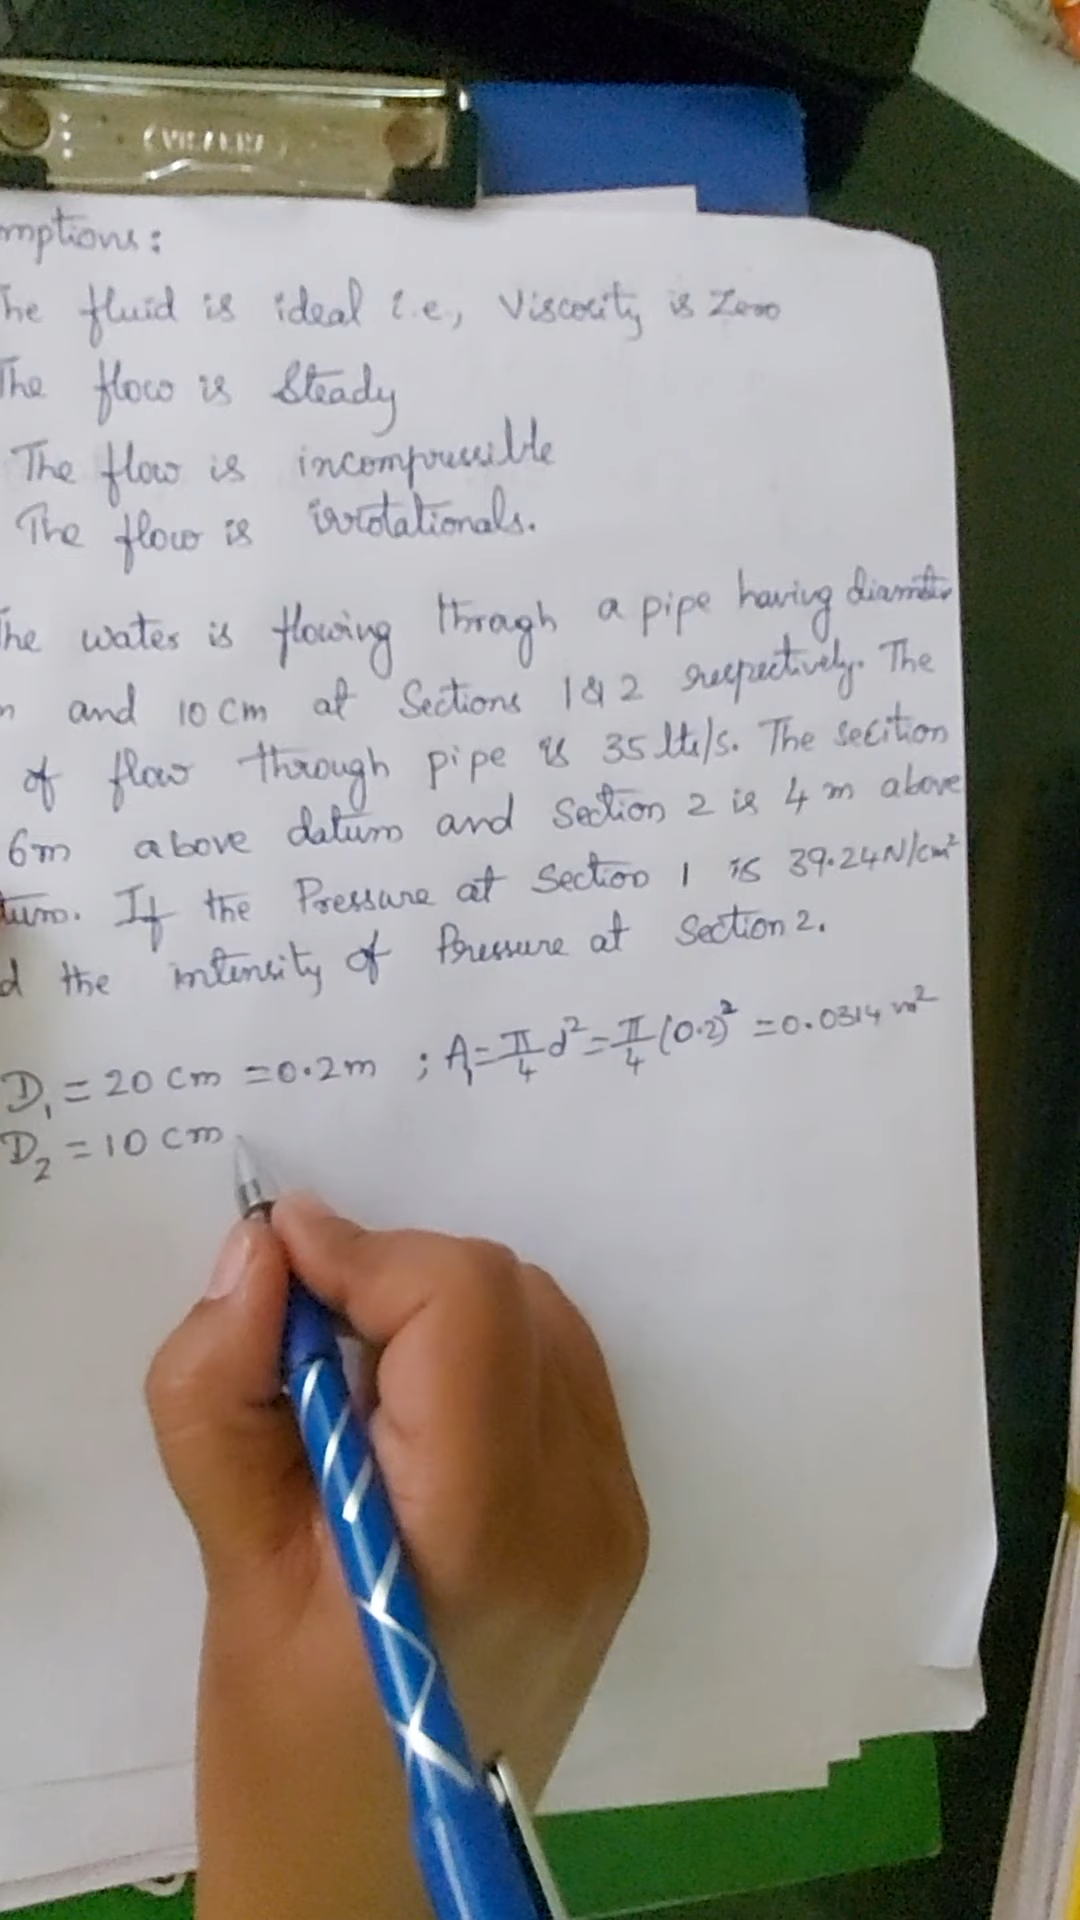 mptions:
The fluid is ideal i.e, Viscosity is Zero
The flow is Steady
The flow is incompressible
The flow is irrotationals.
The water is flowing thragh a pipe having diameter
m and 10 cm at Sections 1 & 2 respectively. The
of flow through pipe is 35 lts/s. The section
6m above datum and Section 2 is 4 m above
tum. If the Pressure at Section 1 is 39.24 N/cm²
d the intensity of Pressure at Section 2.
D₁ = 20 cm = 0.2m ; A₁ = π/4 d² = π/4 (0.2)² = 0.0314 m²
D₂ = 10 cm